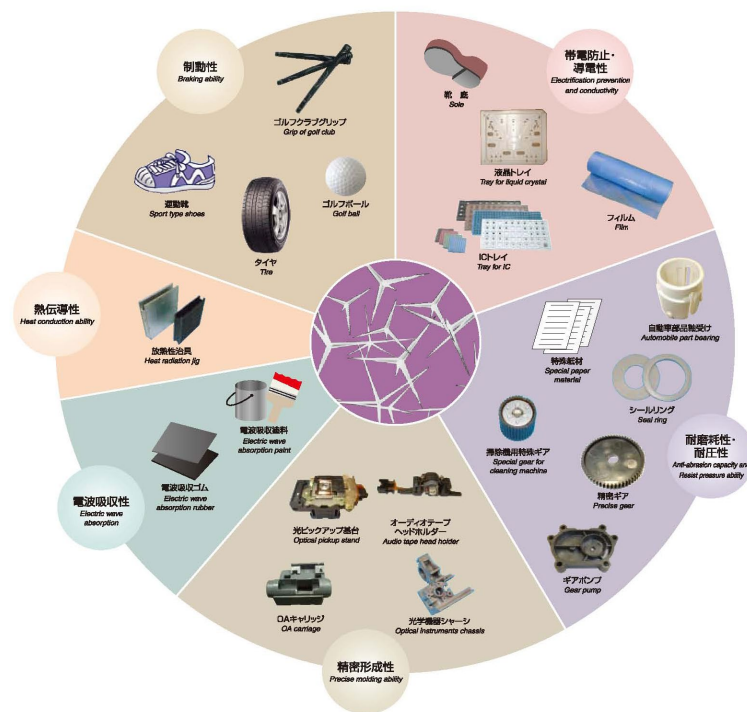 制動性
Braking ability
ゴルフクラブグリップ
Grip of golf club
運動靴
Sport type shoes
タイヤ
Tire
ゴルフボール
Golf ball
帯電防止・
導電性
Electrification prevention
and conductivity
靴 底
Sole
液晶トレイ
Tray for liquid crystal
フィルム
Film
ICトレイ
Tray for IC
熱伝導性
Heat conduction ability
放熱性治具
Heat radiation jig
自動車部品軸受け
Automobile part bearing
特殊紙材
Special paper
material
シールリング
Seal ring
掃除機用特殊ギア
Special gear for
cleaning machine
精密ギア
Precise gear
ギアポンプ
Gear pump
耐磨耗性・
耐圧性
Anti-abrasion capacity and
Resist pressure ability
電波吸収性
Electric wave
absorption
電波吸収塗料
Electric wave
absorption paint
電波吸収ゴム
Electric wave
absorption rubber
光ピックアップ基台
Optical pickup stand
オーディオテープ
ヘッドホルダー
Audio tape head holder
OAキャリッジ
OA carriage
光学機器シャーシ
Optical instruments chassis
精密形成性
Precise molding ability